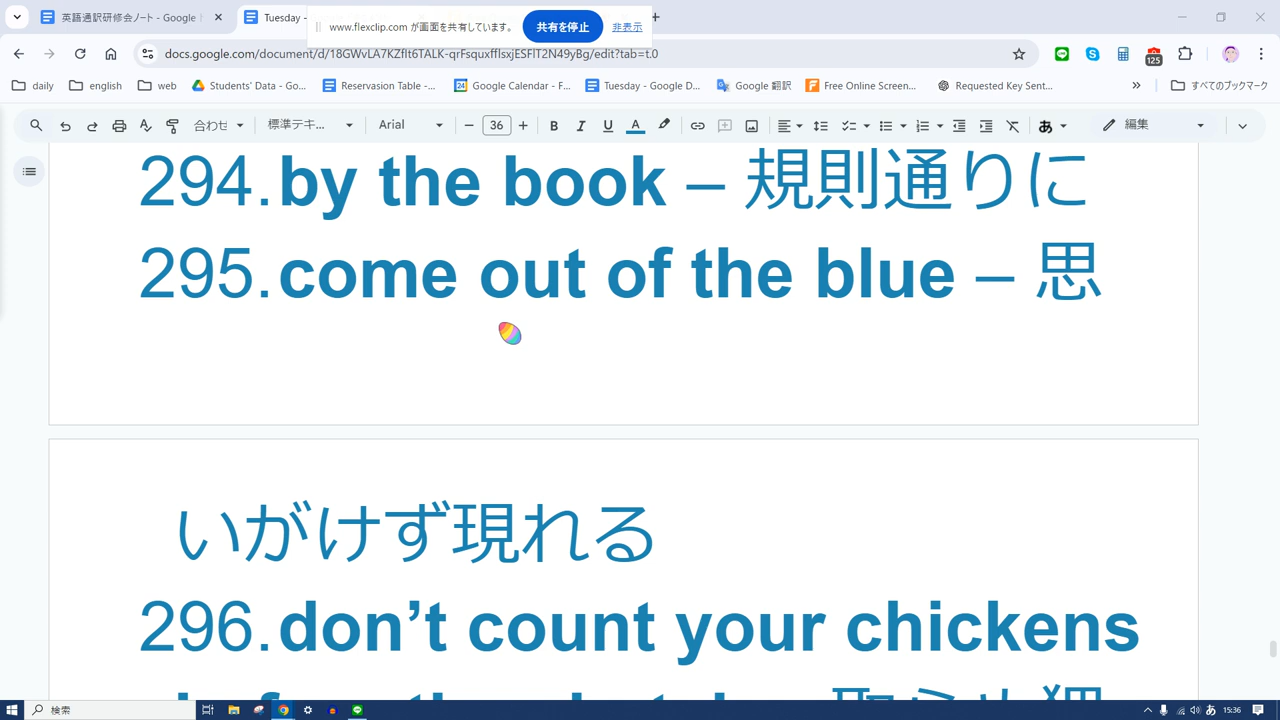 英語通訳研修会ノート - Google
Tuesday -
www.flexclip.com が画面を共有しています。
共有を停止
非表示
docs.google.com/document/d/18GWyLA7KZflt6TALK-qrFsquxfflsxjESFlT2N49yBg/edit?tab=t.0
125
daily
english
web
Students' Data - Go...
Reservasion Table -...
Google Calendar - F...
Tuesday - Google D...
Google 翻訳
Free Online Screen...
Requested Key Sent...
すべてのブックマーク
合わせ
標準テキ...
Arial
36
B
I
U
A
あ
編集
294. by the book – 規則通りに
295. come out of the blue – 思
いがけず現れる
296. don’t count your chickens
検索
あ
15:36